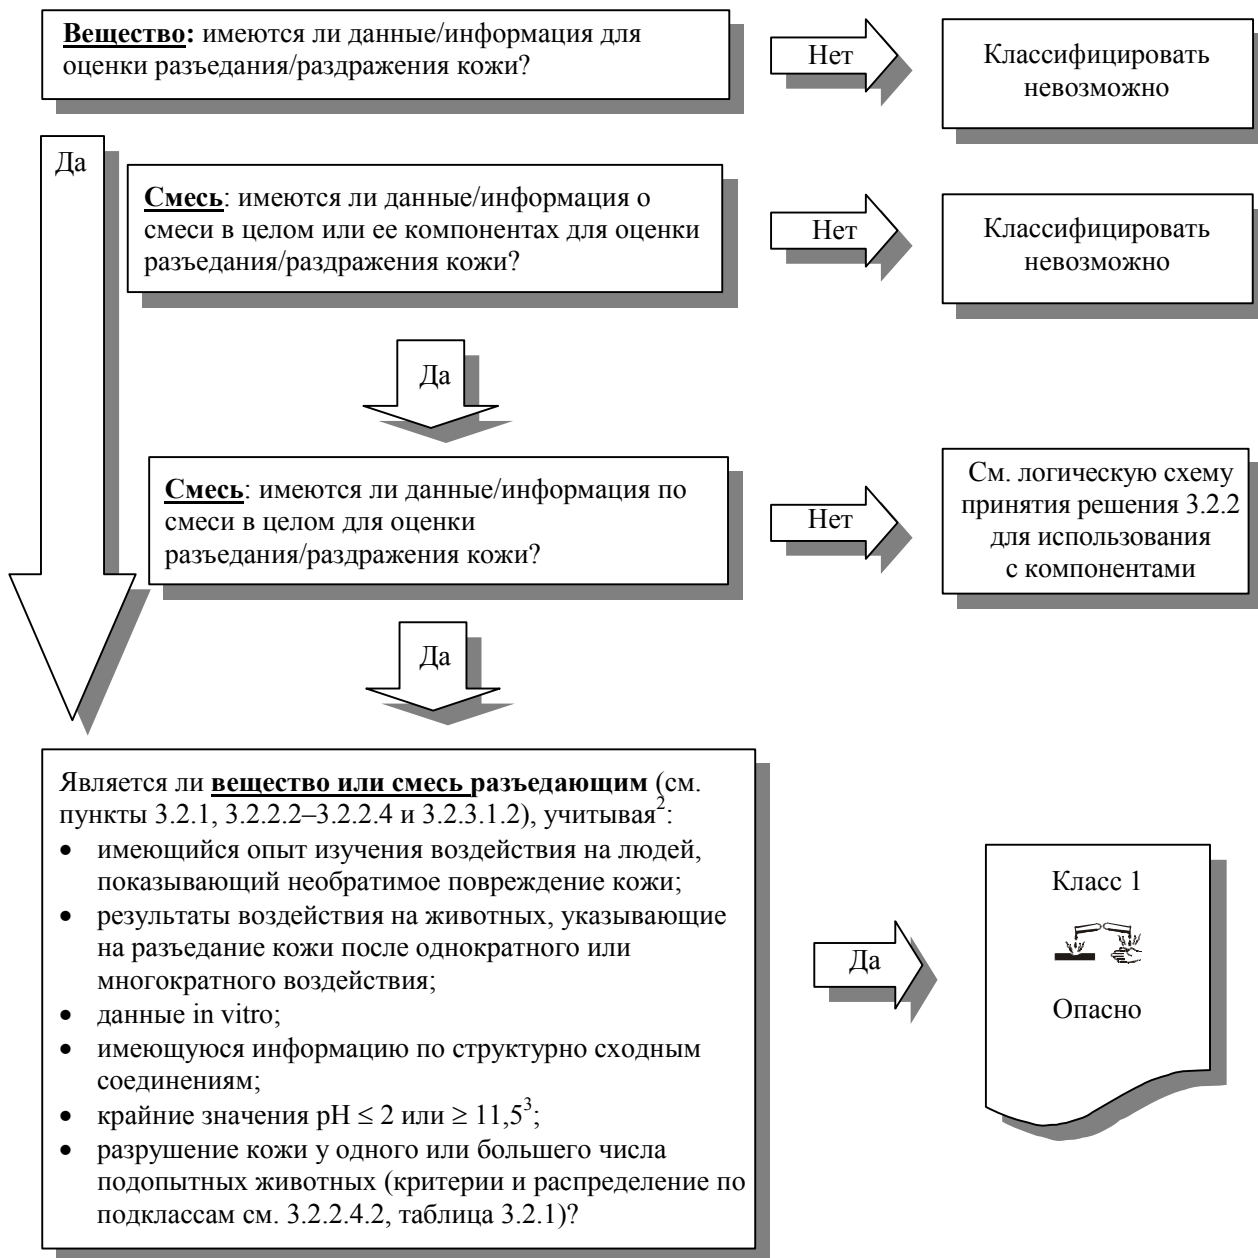 Вещество: имеются ли данные/информация для
оценки разъедания/раздражения кожи?
Нет
Классифицировать
невозможно
Да
Смесь: имеются ли данные/информация о
смеси в целом или ее компонентах для оценки
разъедания/раздражения кожи?
Нет
Классифицировать
невозможно
Да
Смесь: имеются ли данные/информация по
смеси в целом для оценки
разъедания/раздражения кожи?
Нет
См. логическую схему
принятия решения 3.2.2
для использования
с компонентами
Да
Является ли вещество или смесь разъедающим (см.
пункты 3.2.1, 3.2.2.2–3.2.2.4 и 3.2.3.1.2), учитывая²:
• имеющийся опыт изучения воздействия на людей,
показывающий необратимое повреждение кожи;
• результаты воздействия на животных, указывающие
на разъедание кожи после однократного или
многократного воздействия;
• данные in vitro;
• имеющуюся информацию по структурно сходным
соединениям;
• крайние значения pH ≤ 2 или ≥ 11,5³;
• разрушение кожи у одного или большего числа
подопытных животных (критерии и распределение по
подклассам см. 3.2.2.4.2, таблица 3.2.1)?
Да
Класс 1
Опасно